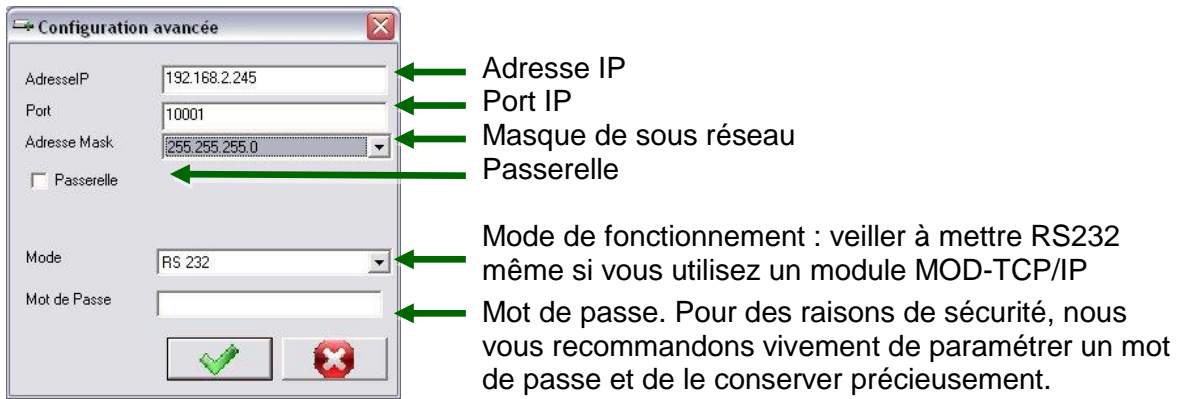 Configuration avancée
AdresseIP 192.168.2.245
Adresse IP
Port 10001
Port IP
Adresse Mask 255.255.255.0
Masque de sous réseau
Passerelle
Passerelle
Mode RS 232
Mode de fonctionnement : veiller à mettre RS232
même si vous utilisez un module MOD-TCP/IP
Mot de Passe
Mot de passe. Pour des raisons de sécurité, nous
vous recommandons vivement de paramétrer un mot
de passe et de le conserver précieusement.